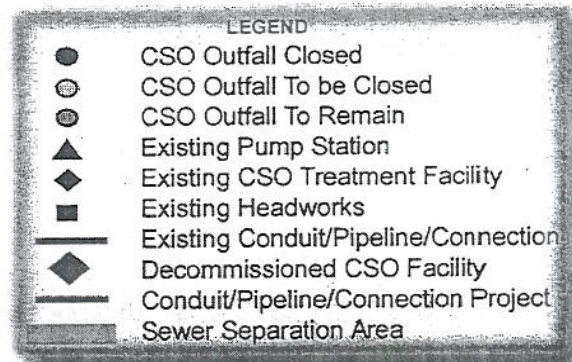 LEGEND
CSO Outfall Closed
CSO Outfall To be Closed
CSO Outfall To Remain
Existing Pump Station
Existing CSO Treatment Facility
Existing Headworks
Existing Conduit/Pipeline/Connection
Decommissioned CSO Facility
Conduit/Pipeline/Connection Project
Sewer Separation Area